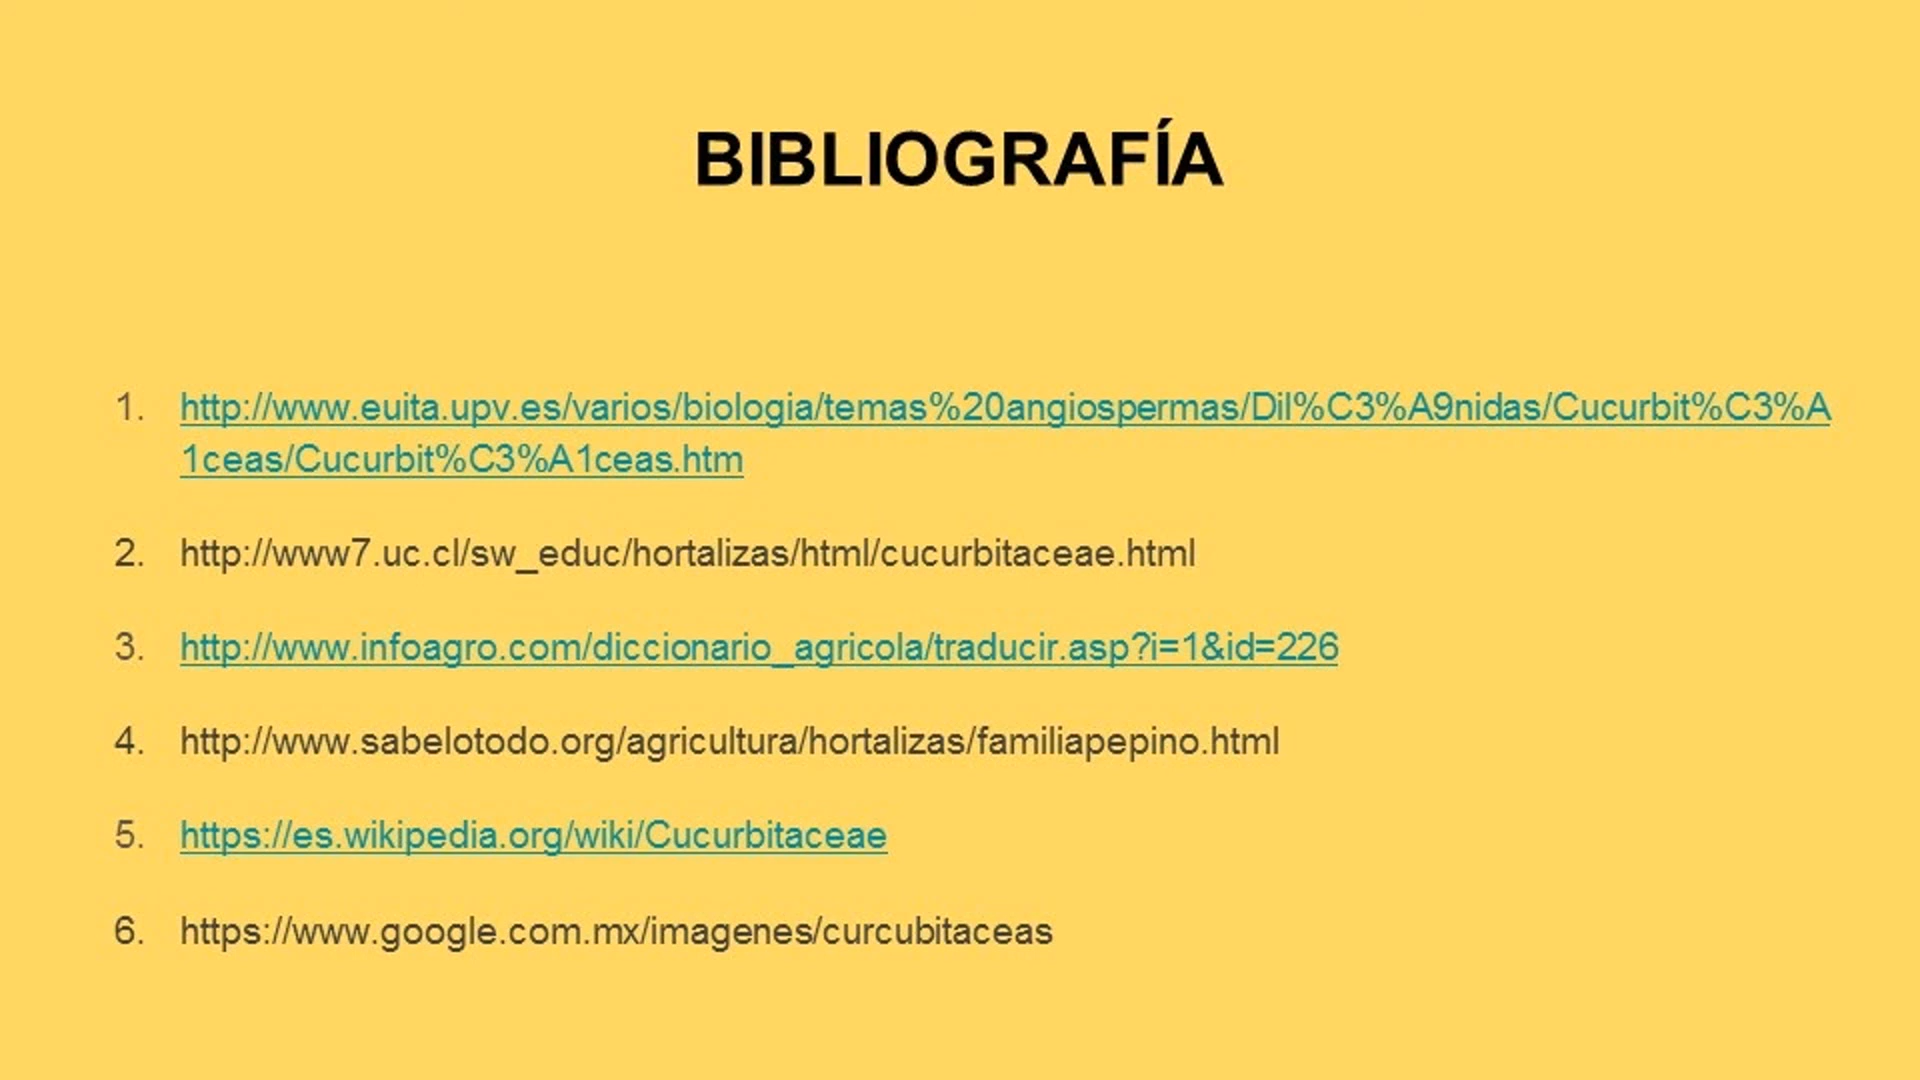 BIBLIOGRAFÍA
1. http://www.euita.upv.es/varios/biologia/temas%20angiospermas/Dil%C3%A9nidas/Cucurbit%C3%A
1ceas/Cucurbit%C3%A1ceas.htm
2. http://www7.uc.cl/sw_educ/hortalizas/html/cucurbitaceae.html
3. http://www.infoagro.com/diccionario_agricola/traducir.asp?i=1&id=226
4. http://www.sabelotodo.org/agricultura/hortalizas/familiapepino.html
5. https://es.wikipedia.org/wiki/Cucurbitaceae
6. https://www.google.com.mx/imagenes/curcubitaceas